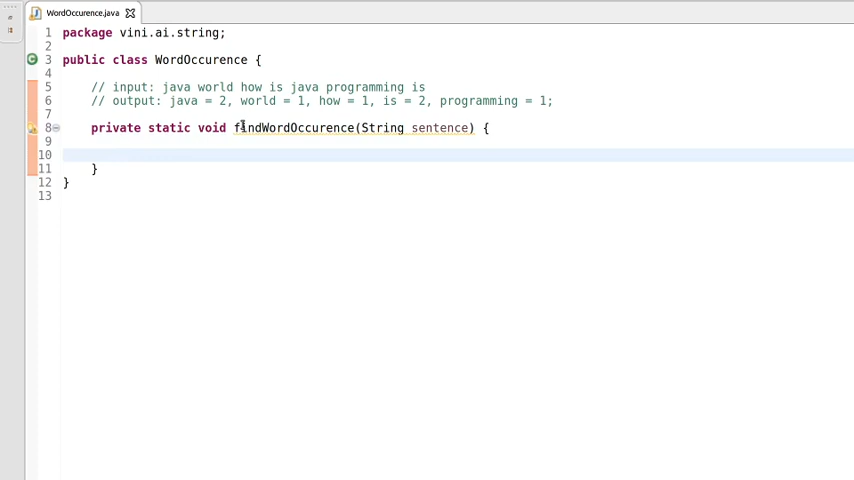 WordOccurence.java
1 package vini.ai.string;
2
3 public class WordOccurence {
4
5 // input: java world how is java programming is
6 // output: java = 2, world = 1, how = 1, is = 2, programming = 1;
7
8 private static void findWordOccurence(String sentence) {
9
10
11 }
12 }
13